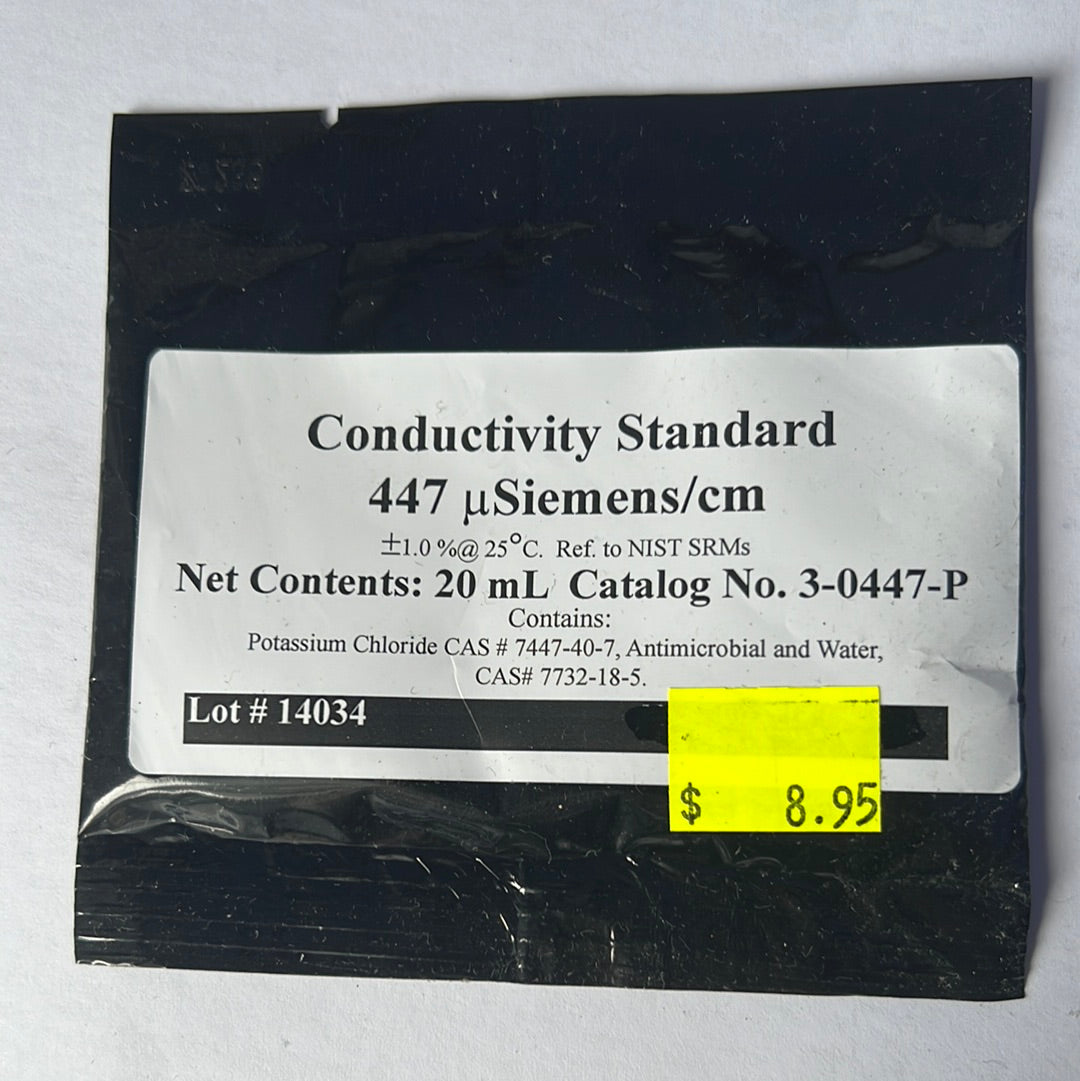 Conductivity Standard
447 µSiemens/cm
±1.0 %@ 25°C. Ref. to NIST SRMs
Net Contents: 20 mL Catalog No. 3-0447-P
Contains:
Potassium Chloride CAS # 7447-40-7, Antimicrobial and Water,
CAS# 7732-18-5.
Lot # 14034
$ 8.95